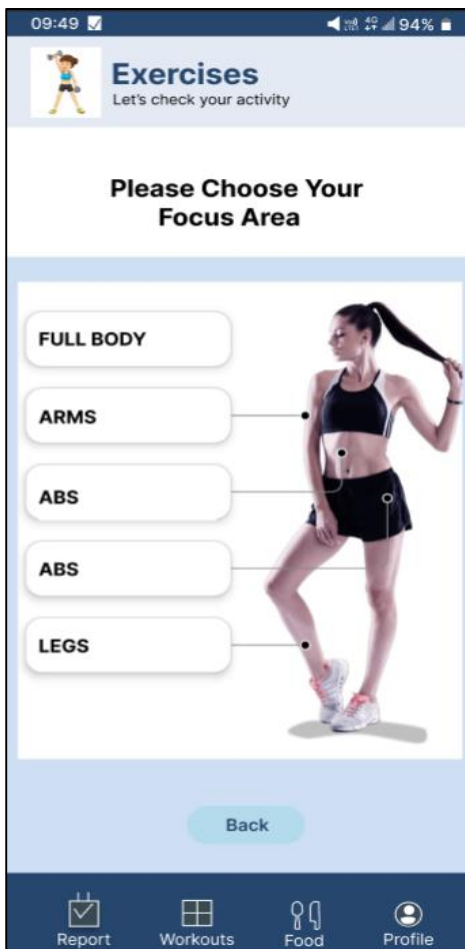 09:49
4G
94%
Exercises
Let's check your activity
Please Choose Your
Focus Area
FULL BODY
ARMS
ABS
ABS
LEGS
Back
Report
Workouts
Food
Profile